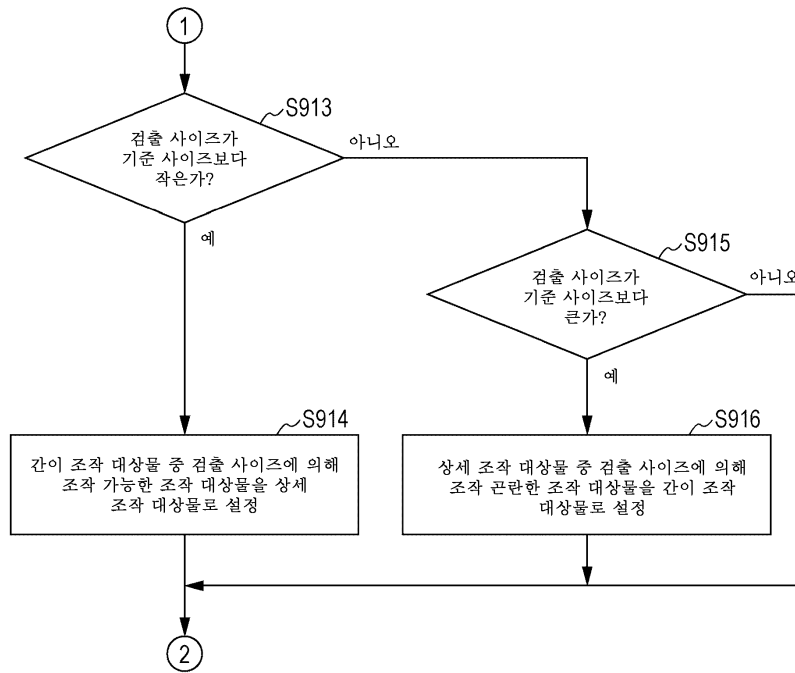 1
S913
검출 사이즈가
기준 사이즈보다
작은가?
아니오
예
S915
검출 사이즈가
기준 사이즈보다
큰가?
아니오
예
S914
간이 조작 대상물 중 검출 사이즈에 의해
조작 가능한 조작 대상물을 상세
조작 대상물로 설정
S916
상세 조작 대상물 중 검출 사이즈에 의해
조작 곤란한 조작 대상물을 간이 조작
대상물로 설정
2